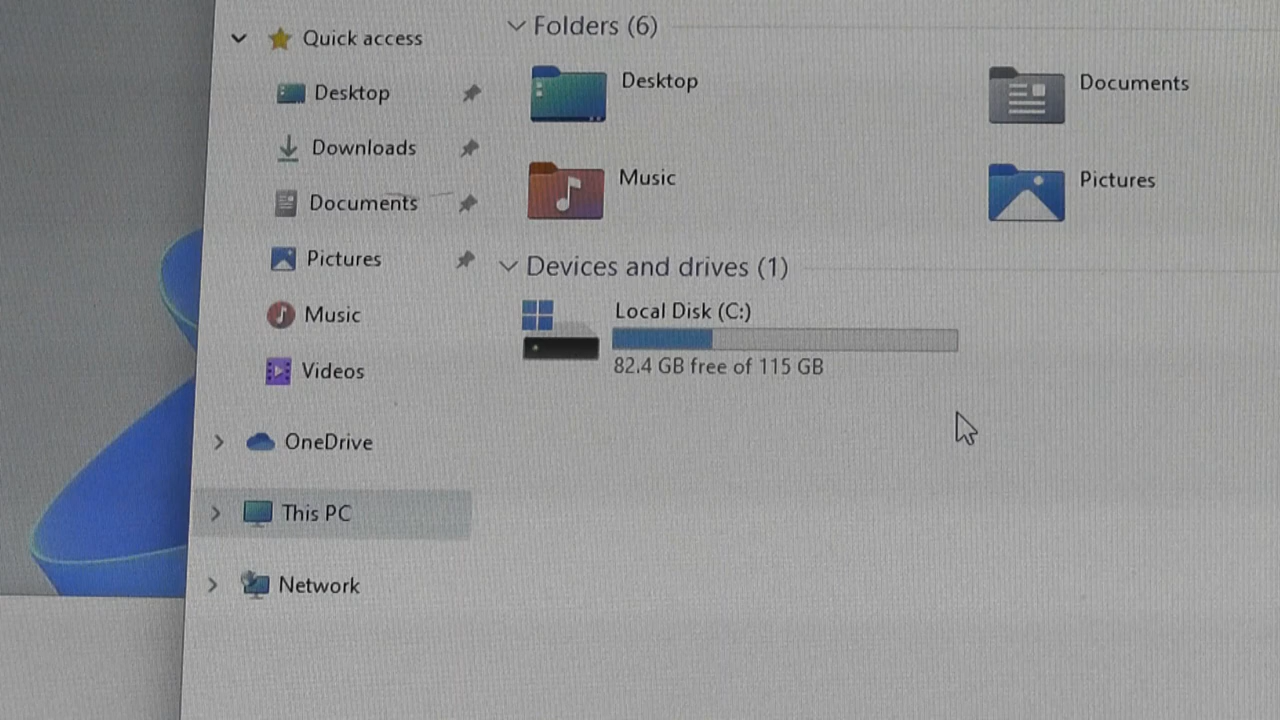 Quick access
Desktop
Downloads
Documents
Pictures
Music
Videos
OneDrive
This PC
Network
Folders (6)
Desktop
Documents
Music
Pictures
Devices and drives (1)
Local Disk (C:)
82.4 GB free of 115 GB